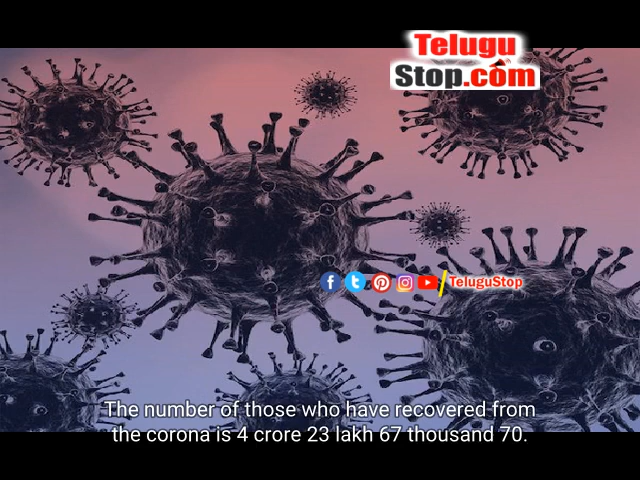 Telugu
Stop.com
TeluguStop
The number of those who have recovered from
the corona is 4 crore 23 lakh 67 thousand 70.